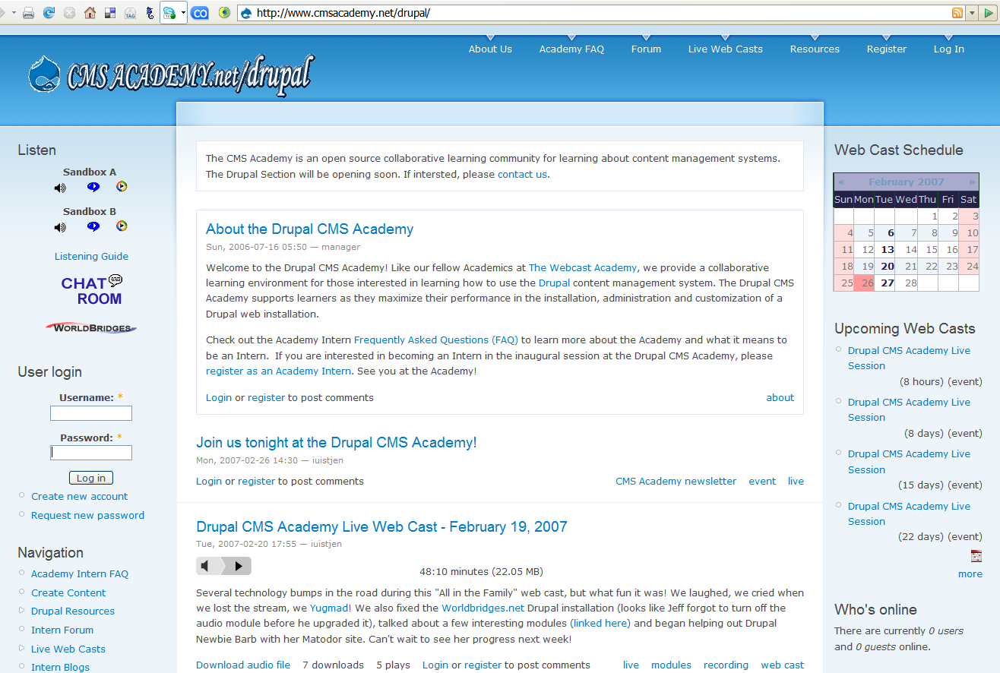 TAG
CO
http://www.cmsacademy.net/drupal/
About Us Academy FAQ Forum Live Web Casts Resources Register Log In
CMS ACADEMY.net/drupal
Listen
Sandbox A
Sandbox B
Listening Guide
CHAT
ROOM
WORLDBRIDGES
User login
Username: *
Password: *
Log in
Create new account
Request new password
Navigation
Academy Intern FAQ
Create Content
Drupal Resources
Intern Forum
Live Web Casts
Intern Blogs
The CMS Academy is an open source collaborative learning community for learning about content management systems.
The Drupal Section will be opening soon. If intersted, please contact us.
About the Drupal CMS Academy
Sun, 2006-07-16 05:50 — manager
Welcome to the Drupal CMS Academy! Like our fellow Academics at The Webcast Academy, we provide a collaborative
learning environment for those interested in learning how to use the Drupal content management system. The Drupal CMS
Academy supports learners as they maximize their performance in the installation, administration and customization of a
Drupal web installation.
Check out the Academy Intern Frequently Asked Questions (FAQ) to learn more about the Academy and what it means to
be an Intern. If you are interested in becoming an Intern in the inaugural session at the Drupal CMS Academy, please
register as an Academy Intern. See you at the Academy!
Login or register to post comments about
Join us tonight at the Drupal CMS Academy!
Mon, 2007-02-26 14:30 — iuistjen
Login or register to post comments CMS Academy newsletter event live
Drupal CMS Academy Live Web Cast - February 19, 2007
Tue, 2007-02-20 17:55 — iuistjen
48:10 minutes (22.05 MB)
Several technology bumps in the road during this "All in the Family" web cast, but what fun it was! We laughed, we cried when
we lost the stream, we Yugmad! We also fixed the Worldbridges.net Drupal installation (looks like Jeff forgot to turn off the
audio module before he upgraded it), talked about a few interesting modules (linked here) and began helping out Drupal
Newbie Barb with her Matodor site. Can't wait to see her progress next week!
Download audio file 7 downloads 5 plays Login or register to post comments live modules recording web cast
Web Cast Schedule
« February 2007 »
Sun Mon Tue Wed Thu Fri Sat
1 2 3
4 5 6 7 8 9 10
11 12 13 14 15 16 17
18 19 20 21 22 23 24
25 26 27 28
Upcoming Web Casts
Drupal CMS Academy Live
Session
(8 hours) (event)
Drupal CMS Academy Live
Session
(8 days) (event)
Drupal CMS Academy Live
Session
(15 days) (event)
Drupal CMS Academy Live
Session
(22 days) (event)
more
Who's online
There are currently 0 users
and 0 guests online.